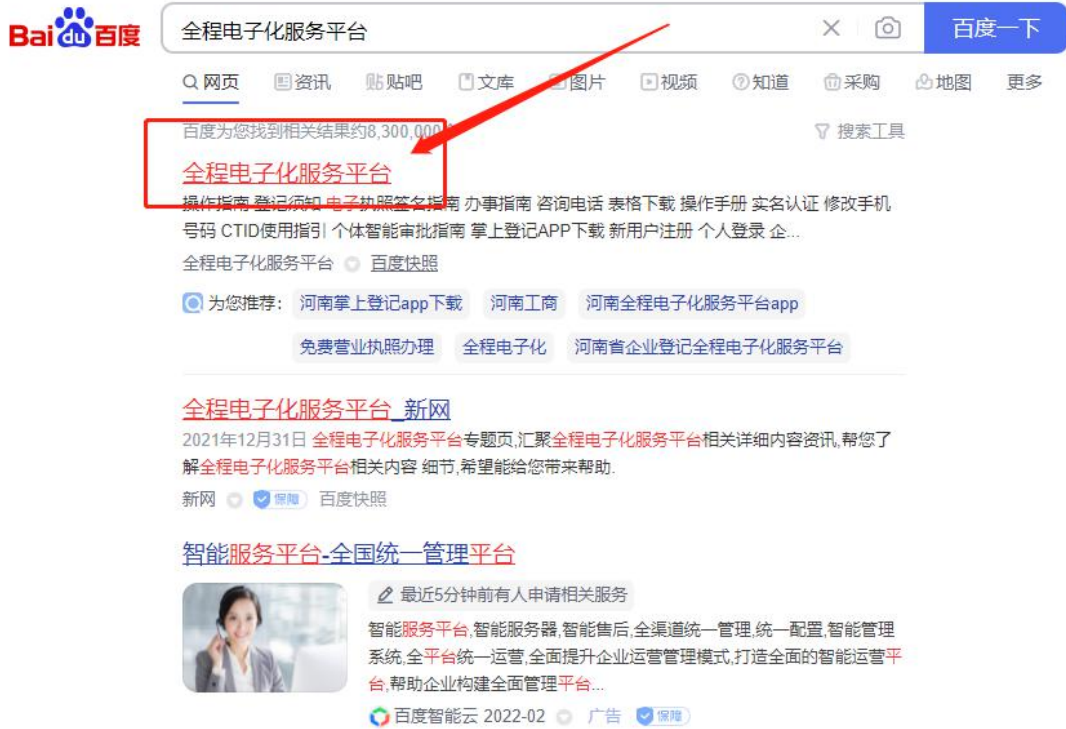 Bai du 百度
全程电子化服务平台
百度一下
网页 资讯 贴吧 文库 图片 视频 知道 采购 地图 更多
百度为您找到相关结果约8,300,000
搜索工具
全程电子化服务平台
操作指南 登记须知 电子执照签名指南 办事指南 咨询电话 表格下载 操作手册 实名认证 修改手机
号码 CTID使用指引 个体智能审批指南 掌上登记APP下载 新用户注册 个人登录 企...
全程电子化服务平台 百度快照
为您推荐: 河南掌上登记app下载 河南工商 河南全程电子化服务平台app
免费营业执照办理 全程电子化 河南省企业登记全程电子化服务平台
全程电子化服务平台_新网
2021年12月31日 全程电子化服务平台专题页,汇聚全程电子化服务平台相关详细内容资讯,帮您了
解全程电子化服务平台相关内容 细节,希望能给您带来帮助.
新网 保障 百度快照
智能服务平台-全国统一管理平台
最近5分钟前有人申请相关服务
智能服务平台,智能服务器,智能售后,全渠道统一管理,统一配置,智能管理
系统,全平台统一运营,全面提升企业运营管理模式,打造全面的智能运营平
台,帮助企业构建全面管理平台...
百度智能云 2022-02 广告 保障